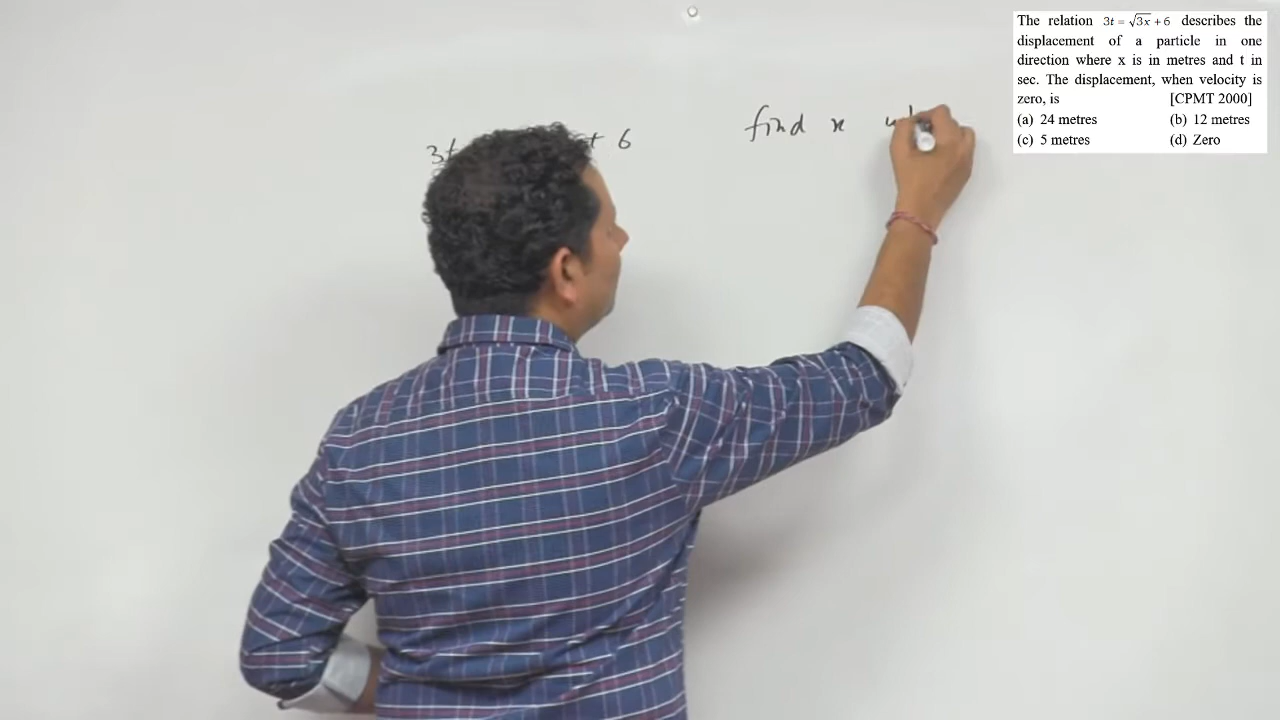 3t + 6
find x
The relation 3t = √3x + 6 describes the
displacement of a particle in one
direction where x is in metres and t in
sec. The displacement, when velocity is
zero, is [CPMT 2000]
(a) 24 metres (b) 12 metres
(c) 5 metres (d) Zero